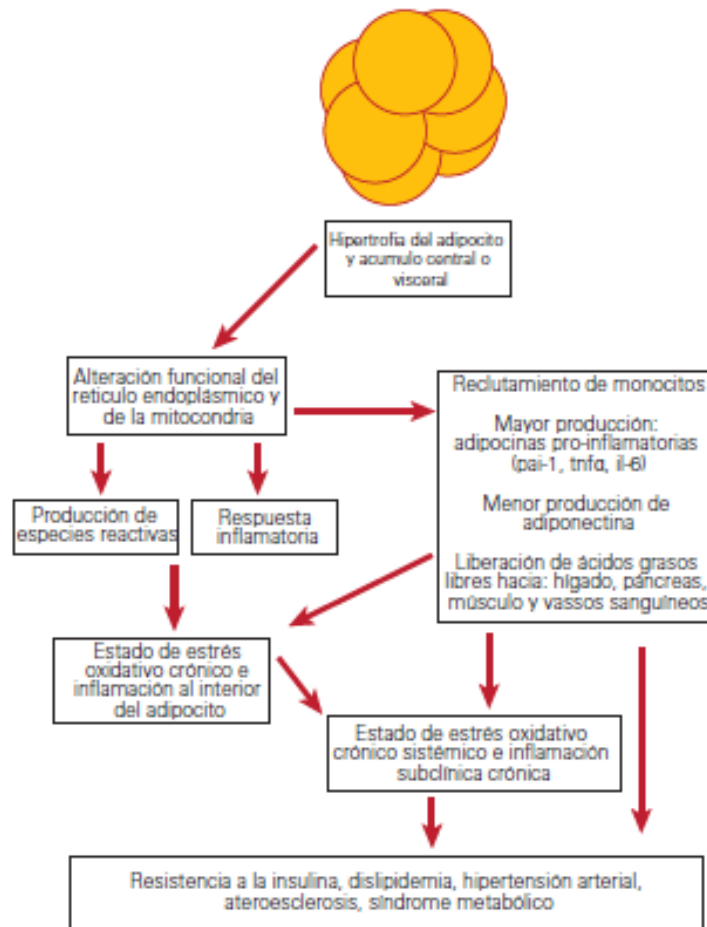 Hipertrofia del adipocito
y acumulo central o
visceral
Alteración funcional del
retículo endoplásmico y
de la mitocondria
Reclutamiento de monocitos
Mayor producción:
adipocinas pro-inflamatorias
(pai-1, tnfα, il-6)
Menor producción de
adiponectina
Liberación de ácidos grasos
libres hacia: hígado, páncreas,
músculo y vassos sanguíneos
Producción de
especies reactivas
Respuesta
inflamatoria
Estado de estrés
oxidativo crónico e
inflamación al interior
del adipocito
Estado de estrés oxidativo
crónico sistémico e inflamación
subclínica crónica
Resistencia a la insulina, dislipidemia, hipertensión arterial,
ateroesclerosis, síndrome metabólico